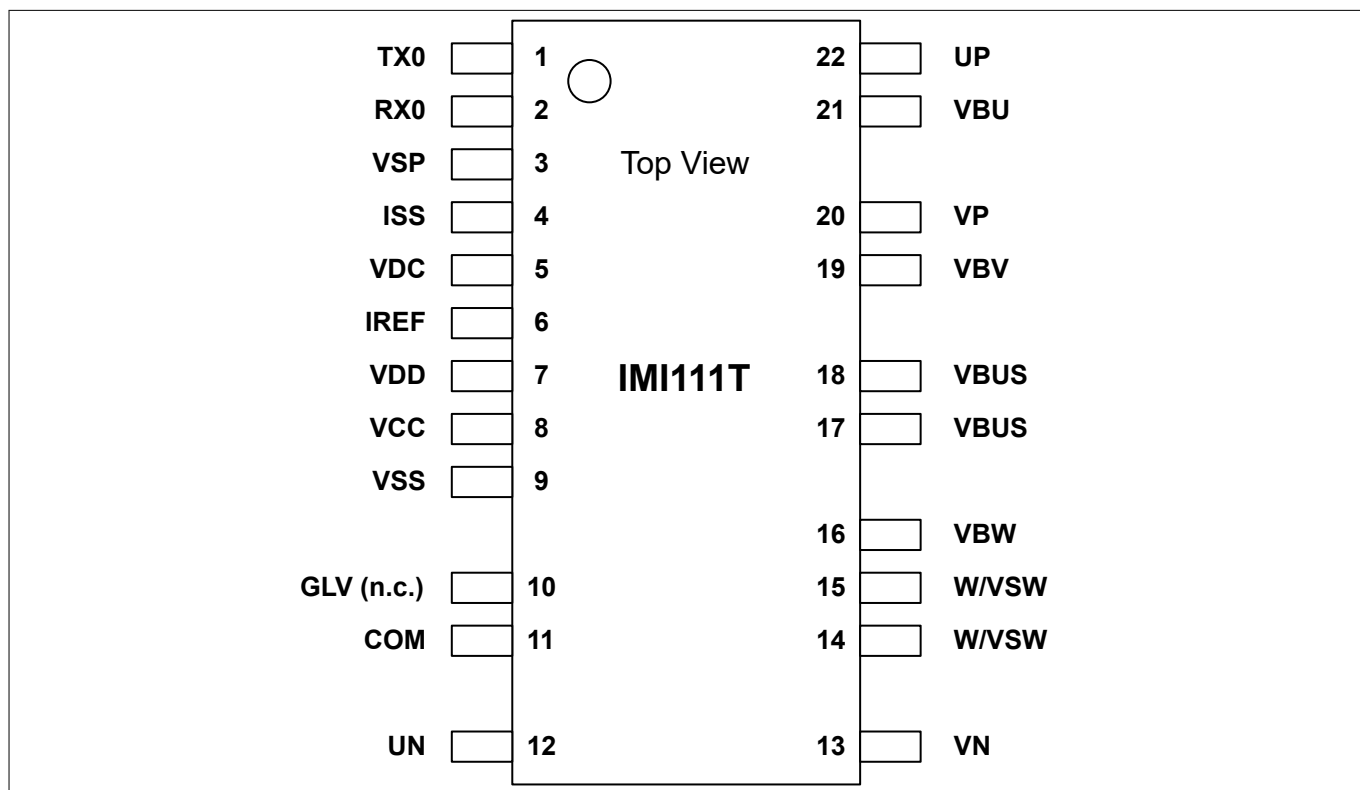 TX0 1 22 UP
RX0 2 21 VBU
VSP 3 Top View
ISS 4 20 VP
VDC 5 19 VBV
IREF 6
VDD 7 IMI111T 18 VBUS
VCC 8 17 VBUS
VSS 9
16 VBW
GLV (n.c.) 10 15 W/VSW
COM 11 14 W/VSW
UN 12 13 VN